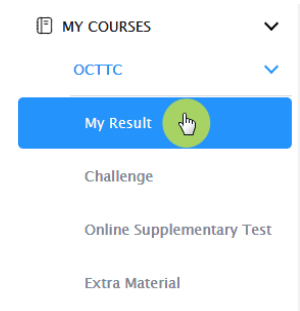 MY COURSES
OCTTC
My Result
Challenge
Online Supplementary Test
Extra Material